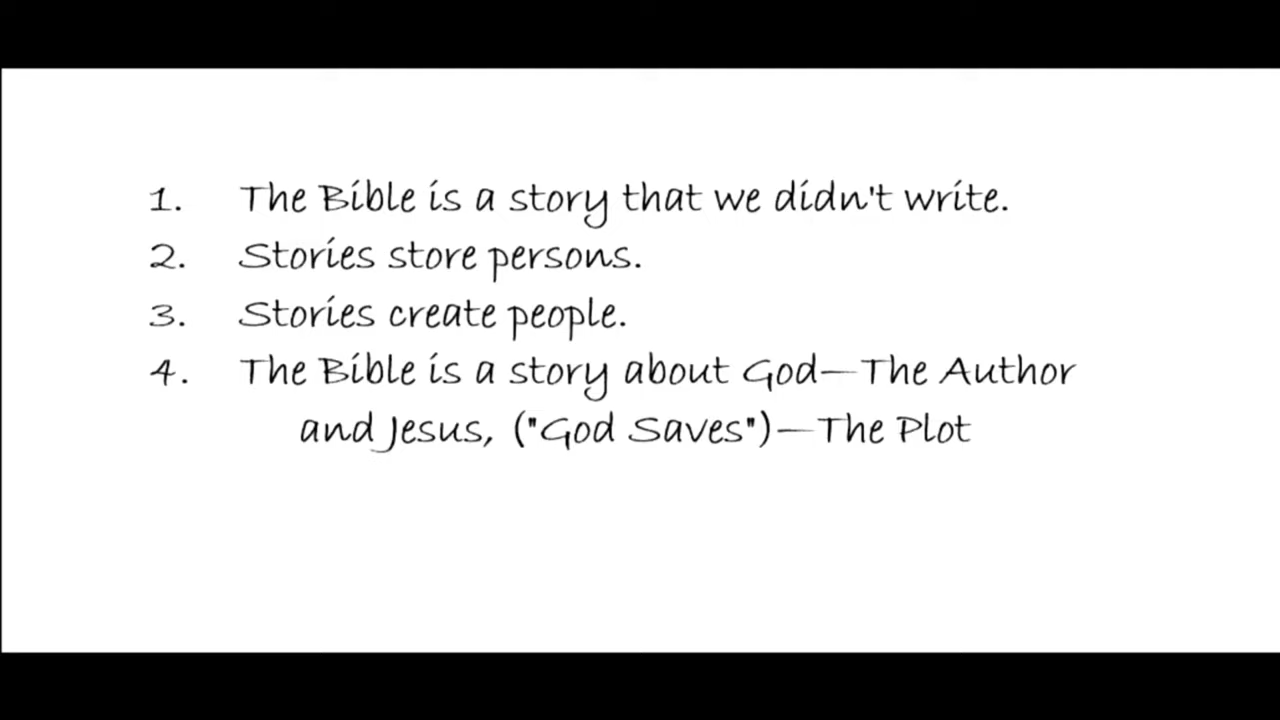 1. The Bible is a story that we didn't write.
2. Stories store persons.
3. Stories create people.
4. The Bible is a story about God—The Author
and Jesus, ("God Saves")—The Plot